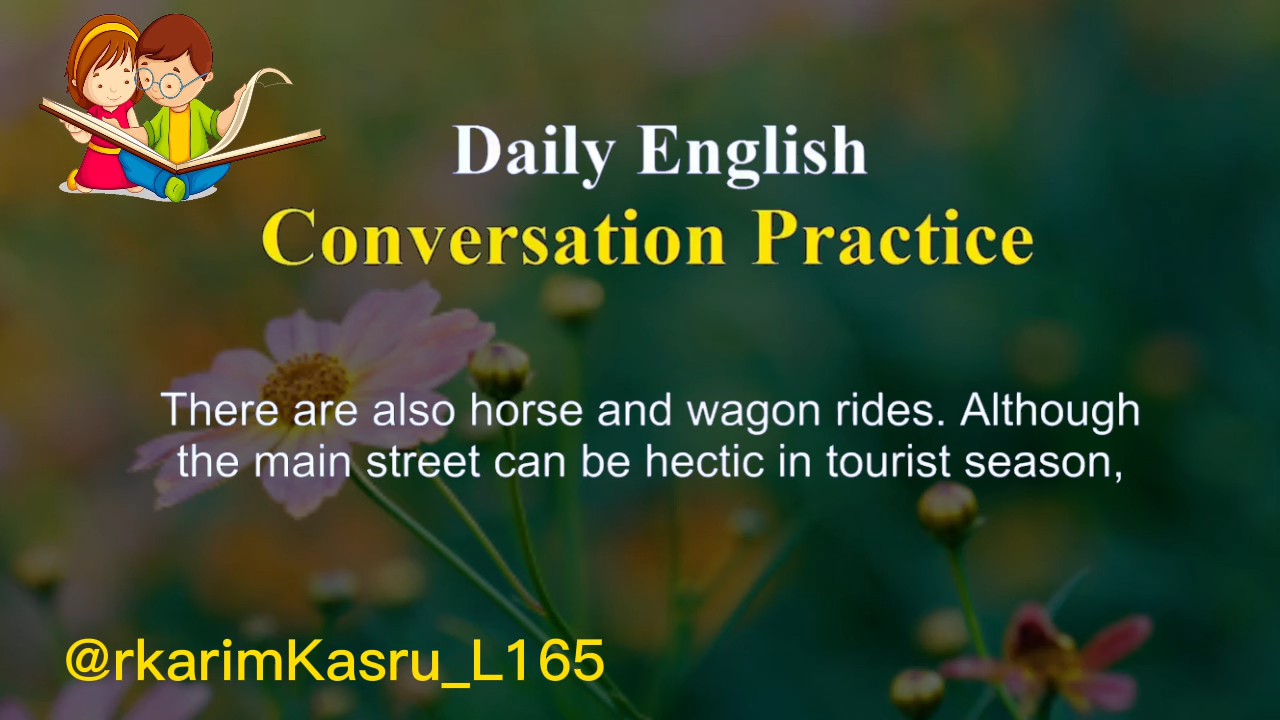 Daily English
Conversation Practice
There are also horse and wagon rides. Although
the main street can be hectic in tourist season,
@rkarimKasru_L165